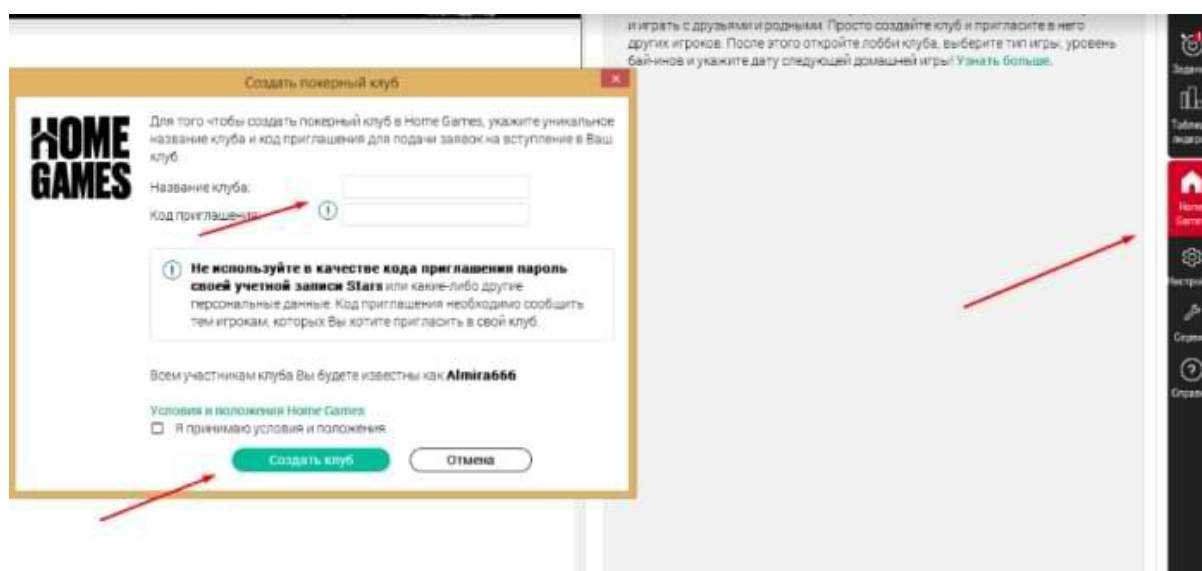 и играть с друзьями и родными. Просто создайте клуб и пригласите в него
других игроков. После этого откройте лобби клуба, выберите тип игры, уровень
бай-инов и укажите дату следующей домашней игры! Узнать больше.
Создать покерный клуб
HOME
GAMES
Для того чтобы создать покерный клуб в Home Games, укажите уникальное
название клуба и код приглашения для подачи заявок на вступление в Ваш
клуб.
Название клуба:
Код приглашения:
Не используйте в качестве кода приглашения пароль
своей учетной записи Stars или какие-либо другие
персональные данные. Код приглашения необходимо сообщить
тем игрокам, которых Вы хотите пригласить в свой клуб.
Всем участникам клуба Вы будете известны как Almira666
Условия и положения Home Games
Я принимаю условия и положения
Создать клуб
Отмена
Home